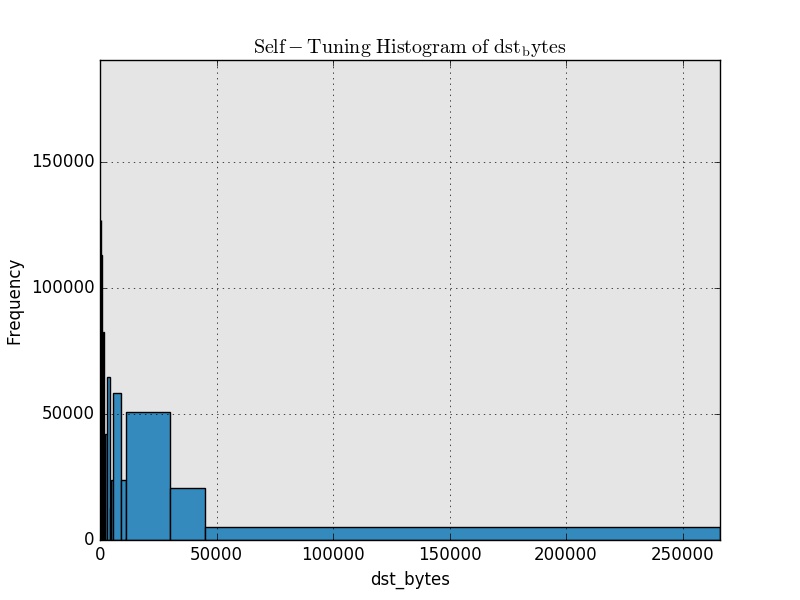 Self − Tuning Histogram of dst_bytes
150000
100000
50000
0
Frequency
0 50000 100000 150000 200000 250000
dst_bytes